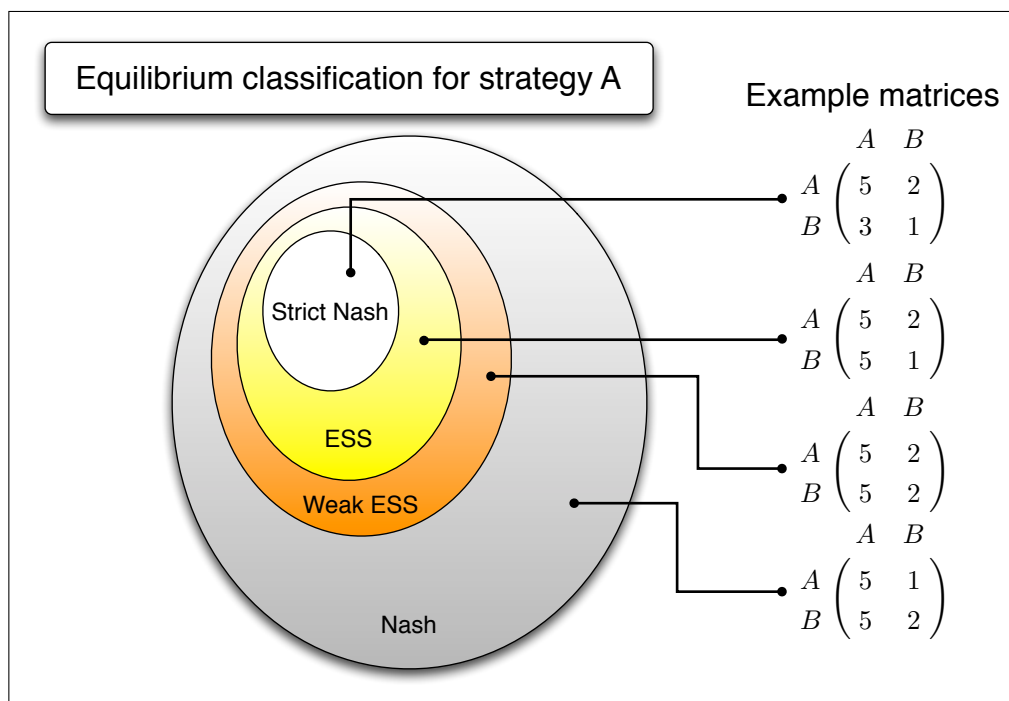 Equilibrium classification for strategy A
Example matrices
A B
A 5 2
B 3 1
A B
A 5 2
B 5 1
A B
A 5 2
B 5 2
A B
A 5 1
B 5 2
Strict Nash
ESS
Weak ESS
Nash